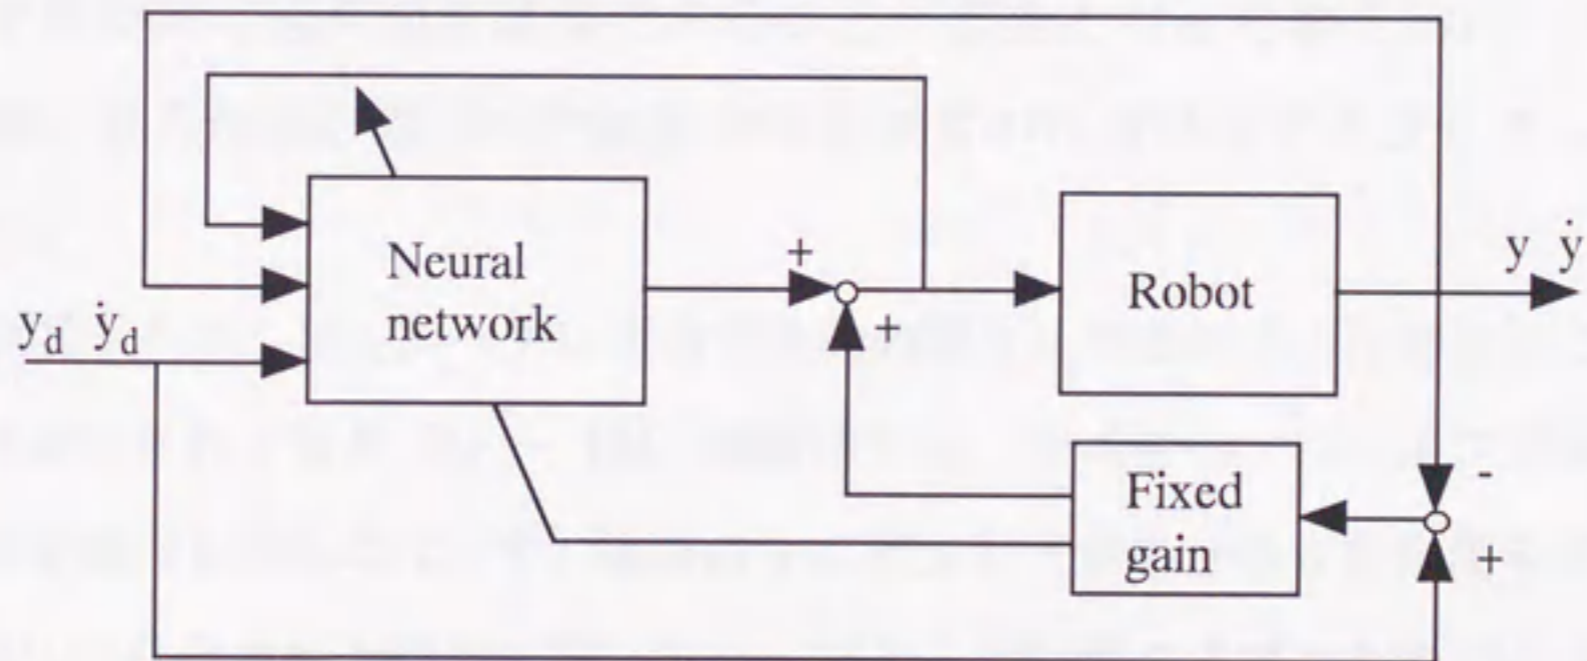 Neural
network
+
+
Robot
y ẏ
y_d ẏ_d
Fixed
gain
-
+